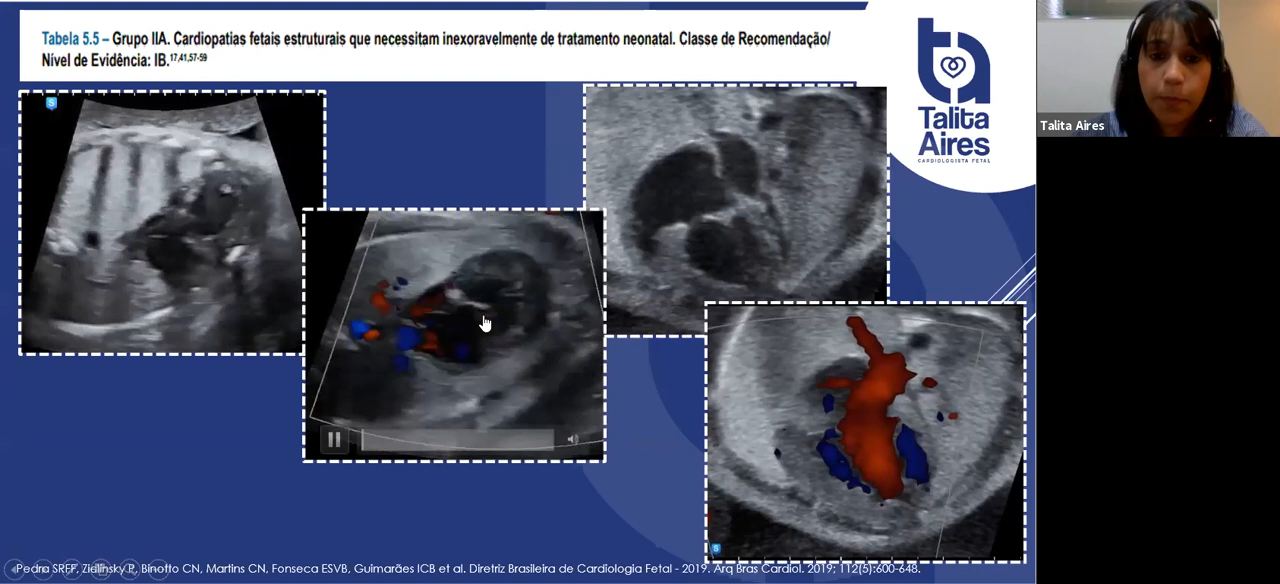 Tabela 5.5 – Grupo IIA. Cardiopatias fetais estruturais que necessitam inexoravelmente de tratamento neonatal. Classe de Recomendação/
Nível de Evidência: IB.17,41,57-59
ta
Talita
Aires
CARDIOLOGISTA FETAL
Talita Aires
S
S
Pedra SRFF, Zielinsky P, Binotto CN, Martins CN, Fonseca ESVB, Guimarães ICB et al. Diretriz Brasileira de Cardiologia Fetal - 2019. Arq Bras Cardiol. 2019; 112(5):600-648.